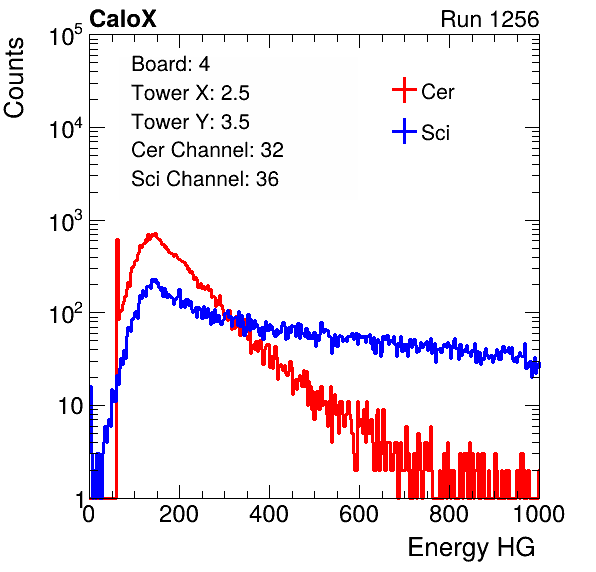 CaloX Run 1256
Counts
Board: 4
Tower X: 2.5
Tower Y: 3.5
Cer Channel: 32
Sci Channel: 36
Cer
Sci
10^5
10^4
10^3
10^2
10
1
0 200 400 600 800 1000
Energy HG